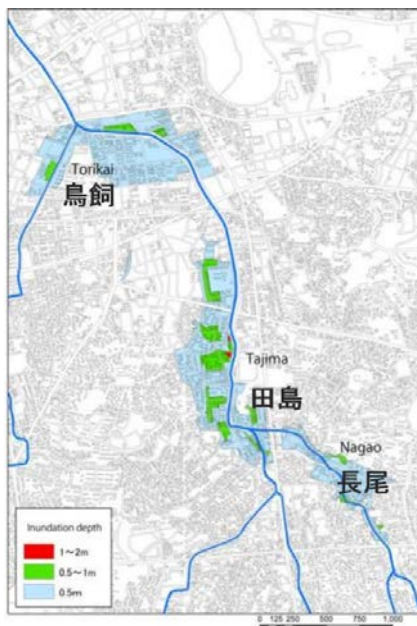 Torikai
鳥飼
Tajima
田島
Nagao
長尾
Inundation depth
1～2m
0.5～1m
0.5m
0 125 250 500 750 1,000